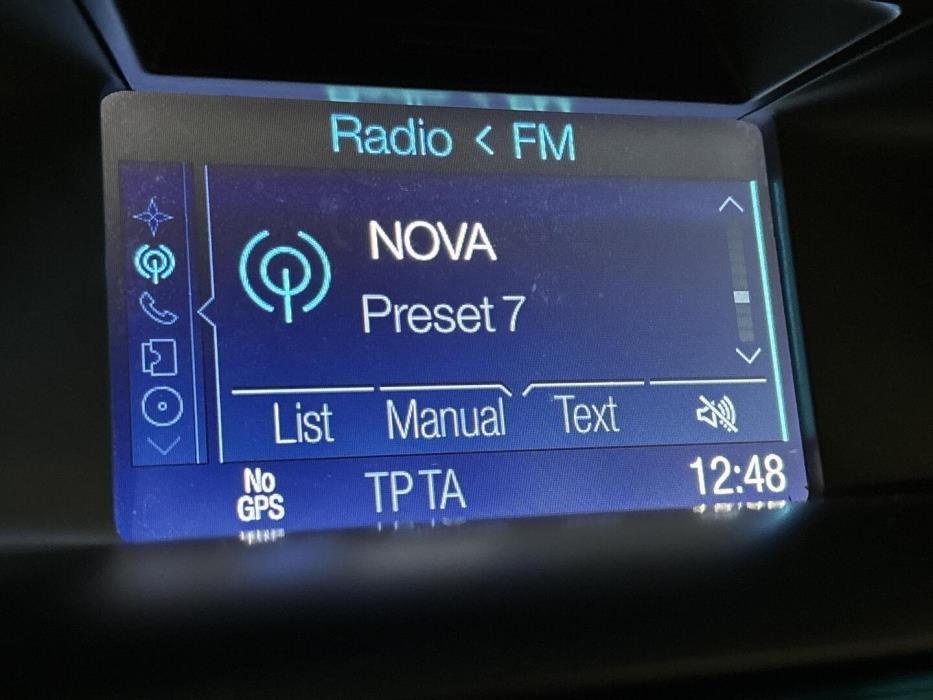 Radio < FM
NOVA
Preset 7
List Manual Text
No GPS TP TA 12:48